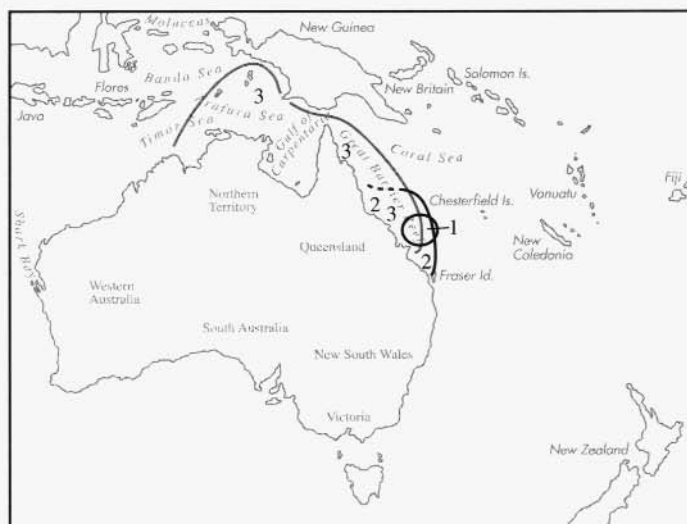 Moluccas
New Guinea
Banda Sea
Flores
3
New Britain
Solomon Is.
Java
Arafura Sea
Timor Sea
Gulf of
Carpentaria
3
Great Barrier Reef
Coral Sea
Northern
Territory
2
3
Chesterfield Is.
Vanuatu
Fiji
1
Shark Bay
Queensland
New
Coledonia
2
Fraser Id.
Western
Australia
South Australia
New South Wales
Victoria
New Zealand